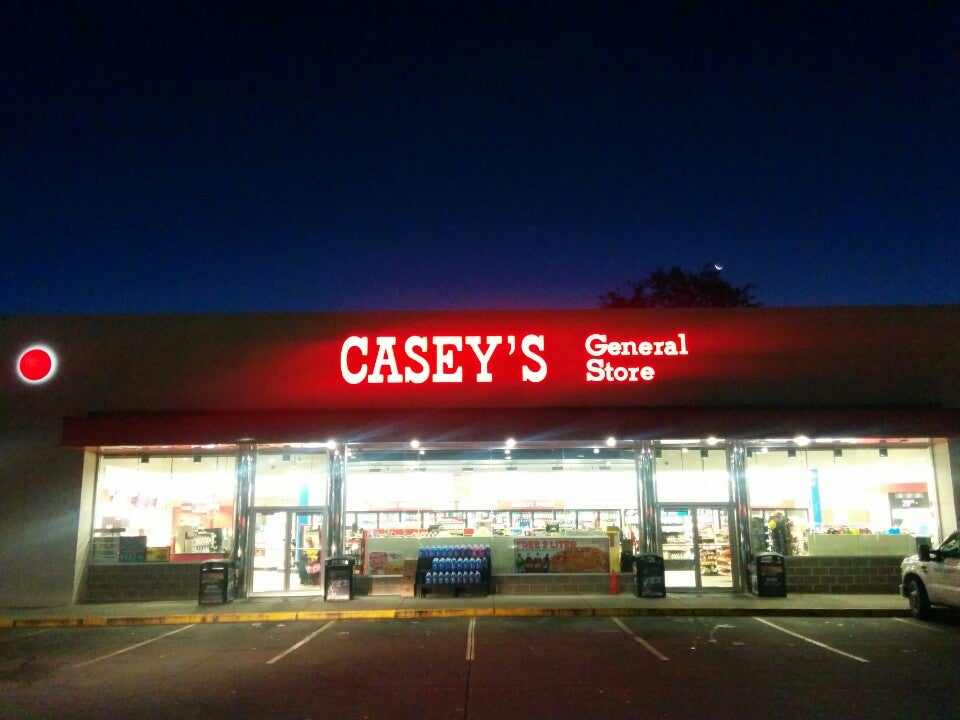 CASEY'S
General
Store
FREE 2 LITER